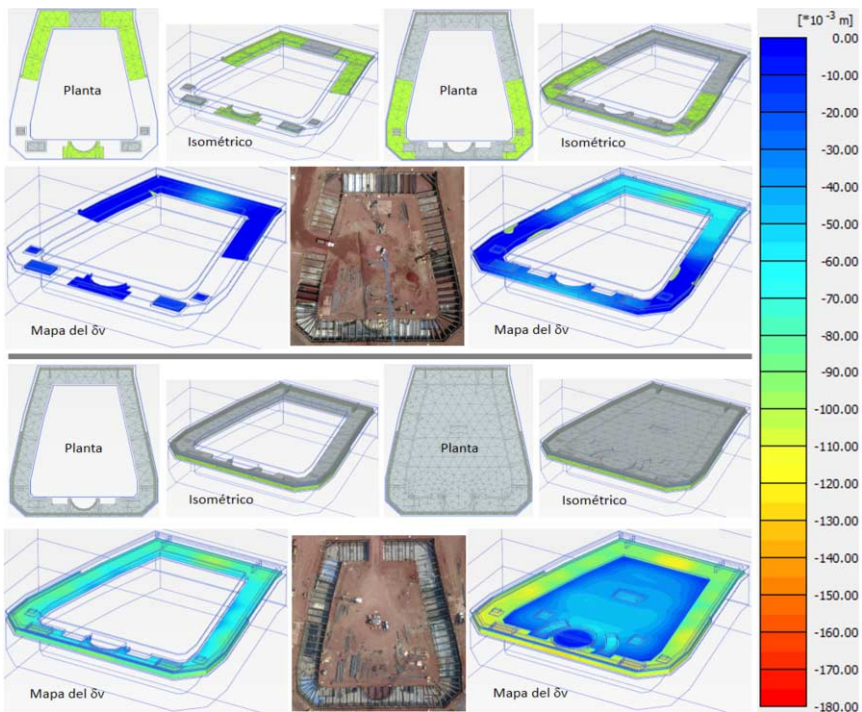 [*10 -3 m]
Planta
Isométrico
Planta
Isométrico
Mapa del δv
Mapa del δv
Planta
Isométrico
Planta
Isométrico
Mapa del δv
Mapa del δv
0.00
-10.00
-20.00
-30.00
-40.00
-50.00
-60.00
-70.00
-80.00
-90.00
-100.00
-110.00
-120.00
-130.00
-140.00
-150.00
-160.00
-170.00
-180.00